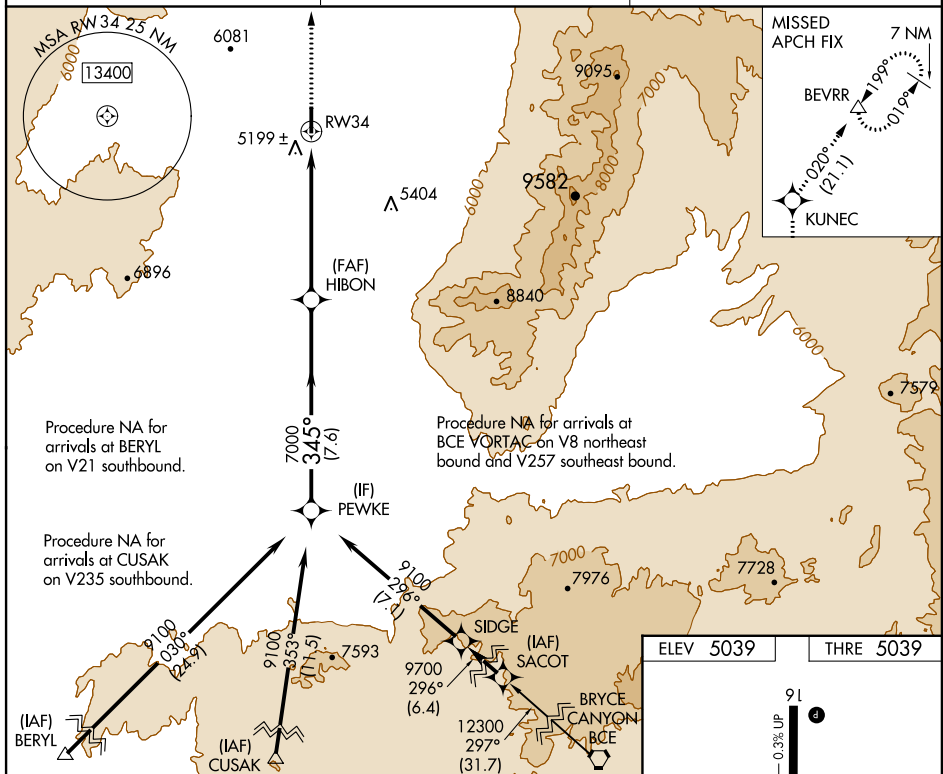 MSA RW34 25 NM
13400
6000
6081
RW34
5199 ±
5404
9095
7000
9582
8000
6000
MISSED
APCH FIX
7 NM
BEVRR
199°
019°
020°
(21.1)
KUNEC
6896
(FAF)
HIBON
8840
6000
7579
Procedure NA for
arrivals at BERYL
on V21 southbound.
7000
345°
(7.6)
Procedure NA for arrivals at
BCE VORTAC on V8 northeast
bound and V257 southeast bound.
(IF)
PEWKE
Procedure NA for
arrivals at CUSAK
on V235 southbound.
9100
296°
7000
7976
7728
9100
030°
(24.9)
9100
353°
(11.5)
7593
SIDGE
(IAF)
SACOT
9700
296°
(6.4)
12300
297°
(31.7)
BRYCE
CANYON
BCE
(IAF)
BERYL
(IAF)
CUSAK
ELEV 5039
THRE 5039
16
P
0.3% UP